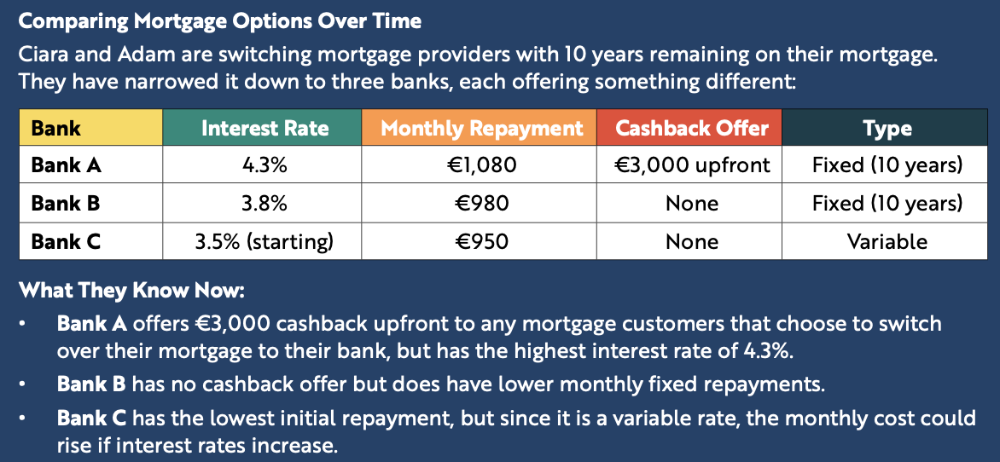 Comparing Mortgage Options Over Time
Ciara and Adam are switching mortgage providers with 10 years remaining on their mortgage.
They have narrowed it down to three banks, each offering something different:
Bank Interest Rate Monthly Repayment Cashback Offer Type
Bank A 4.3% €1,080 €3,000 upfront Fixed (10 years)
Bank B 3.8% €980 None Fixed (10 years)
Bank C 3.5% (starting) €950 None Variable
What They Know Now:
• Bank A offers €3,000 cashback upfront to any mortgage customers that choose to switch
over their mortgage to their bank, but has the highest interest rate of 4.3%.
• Bank B has no cashback offer but does have lower monthly fixed repayments.
• Bank C has the lowest initial repayment, but since it is a variable rate, the monthly cost could
rise if interest rates increase.